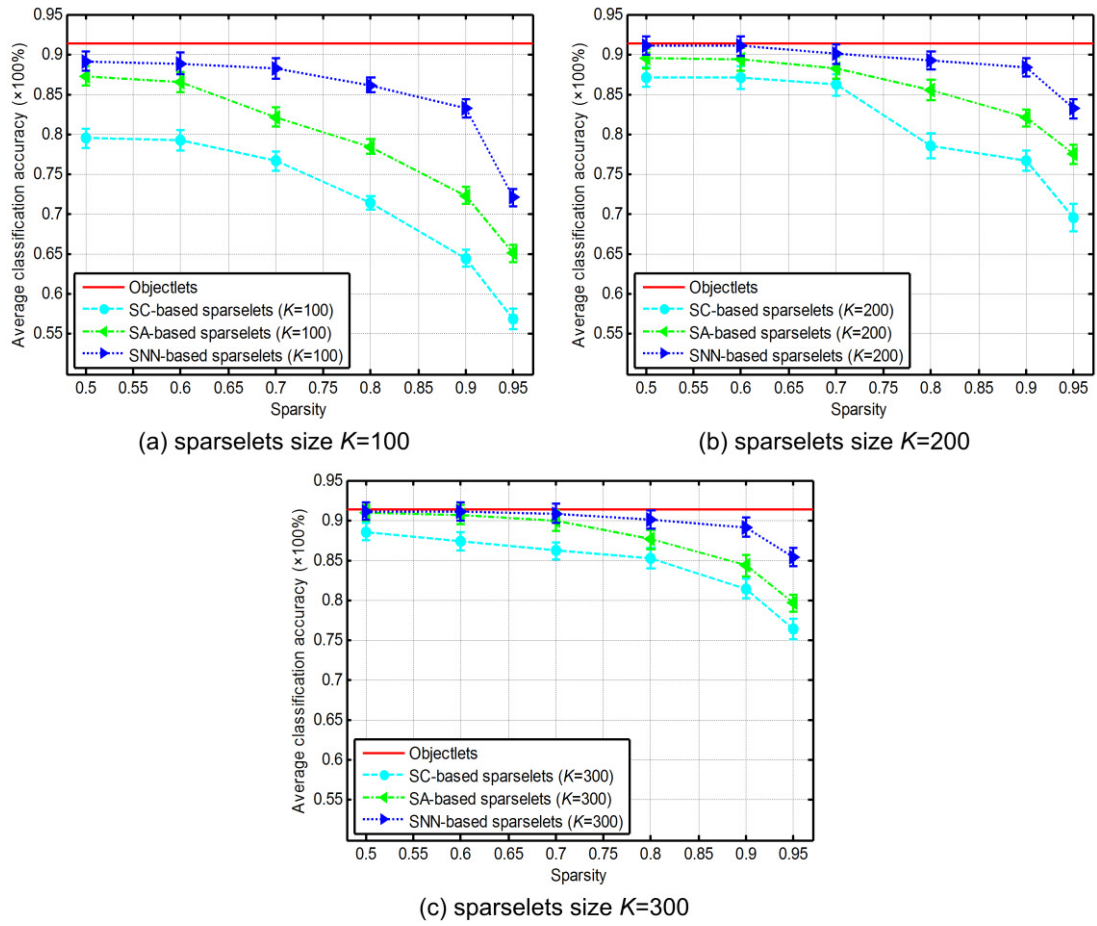 0.95
0.9
0.85
0.8
0.75
0.7
0.65
0.6
0.55
Average classification accuracy (×100%)
Objectlets
SC-based sparselets (K=100)
SA-based sparselets (K=100)
SNN-based sparselets (K=100)
0.5 0.55 0.6 0.65 0.7 0.75 0.8 0.85 0.9 0.95
Sparsity
(a) sparselets size K=100
0.95
0.9
0.85
0.8
0.75
0.7
0.65
0.6
0.55
Average classification accuracy (×100%)
Objectlets
SC-based sparselets (K=200)
SA-based sparselets (K=200)
SNN-based sparselets (K=200)
0.5 0.55 0.6 0.65 0.7 0.75 0.8 0.85 0.9 0.95
Sparsity
(b) sparselets size K=200
0.95
0.9
0.85
0.8
0.75
0.7
0.65
0.6
0.55
Average classification accuracy (×100%)
Objectlets
SC-based sparselets (K=300)
SA-based sparselets (K=300)
SNN-based sparselets (K=300)
0.5 0.55 0.6 0.65 0.7 0.75 0.8 0.85 0.9 0.95
Sparsity
(c) sparselets size K=300